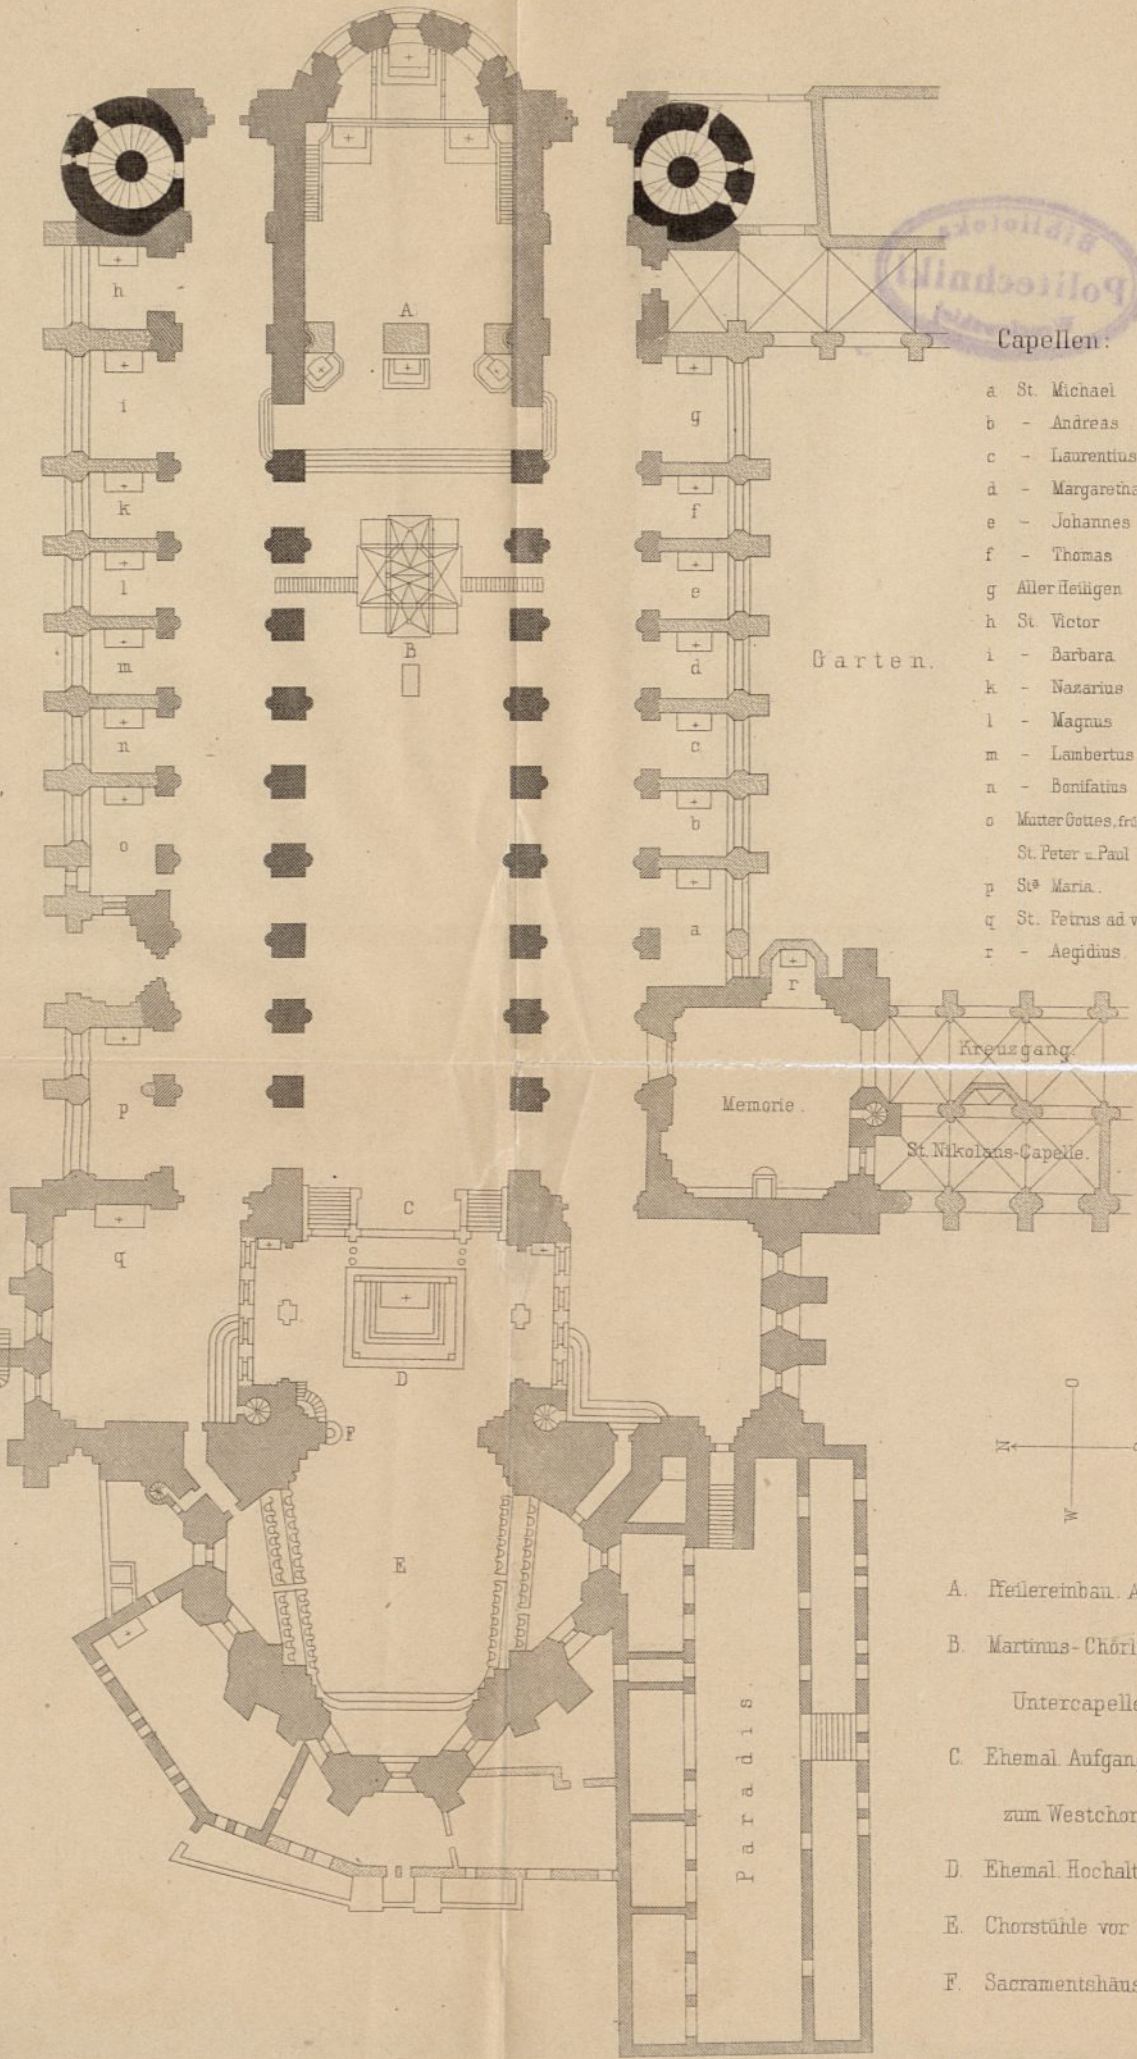 Biblioteka
Politechniki
Capellen:
a St. Michael
b - Andreas
c - Laurentius
d - Margaretha
e - Johannes
f - Thomas
g Aller Heiligen
h St. Victor
i - Barbara
k - Nazarius
l - Magnus
m - Lambertus
n - Bonifatius
o Mutter Gottes, frü
St. Peter u. Paul
p Stª Maria.
q St. Petrus ad v
r - Aegidius.
h
i
k
l
m
n
o
p
q
A
B
C
D
F
E
g
f
e
d
c
b
a
r
Garten.
Kreuzgang.
Memorie.
St. Nikolaus-Capelle.
Paradis.
O
N
W
A. Pfeilereinbau. A
B. Martinus-Chörl
Untercapelle
C. Ehemal. Aufgan
zum Westchor
D. Ehemal. Hochalt
E. Chorstühle vor
F. Sacramentshäus